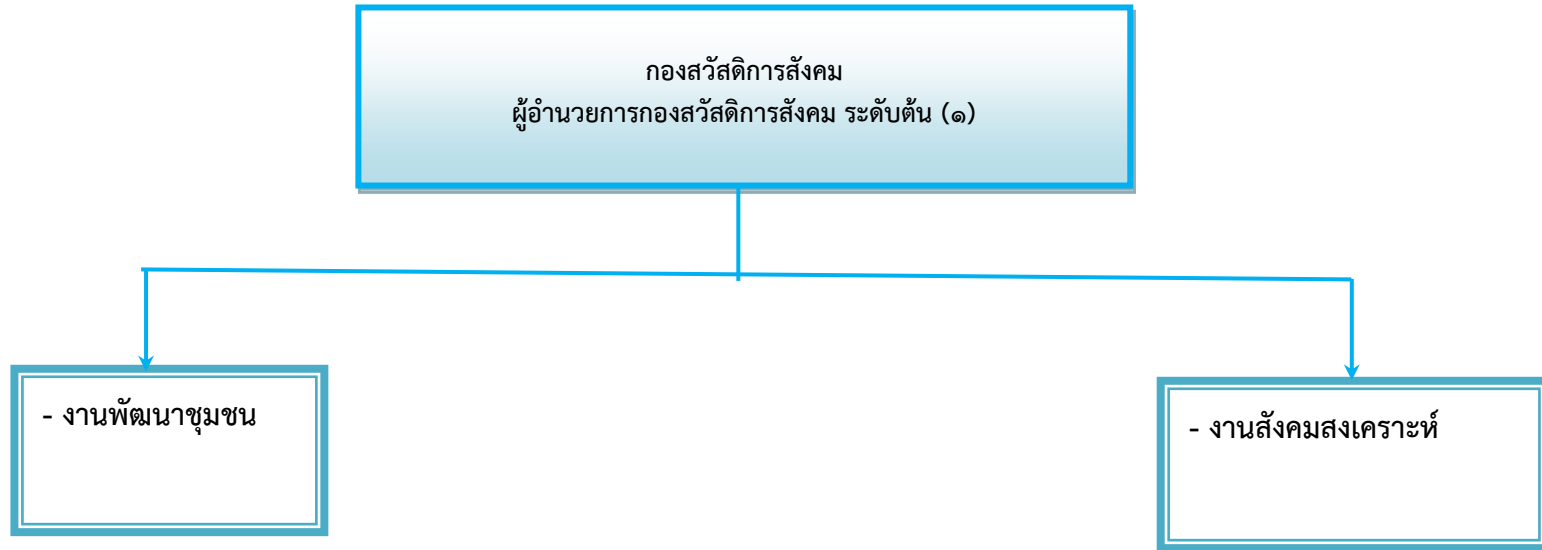 กองสวัสดิการสังคม
ผู้อำนวยการกองสวัสดิการสังคม ระดับต้น (๑)
- งานพัฒนาชุมชน
- งานสังคมสงเคราะห์